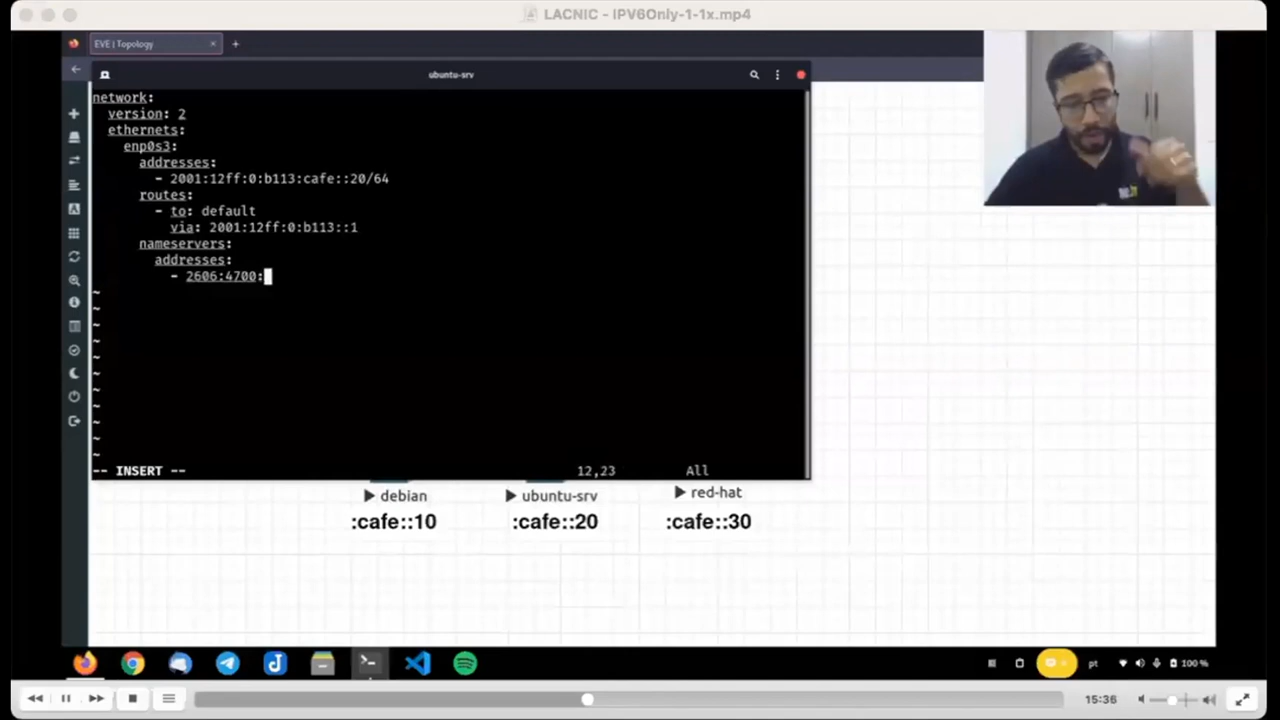 LACNIC - IPV6Only-1-1x.mp4
EVE | Topology
ubuntu-srv
network:
version: 2
ethernets:
enp0s3:
addresses:
- 2001:12ff:0:b113:cafe::20/64
routes:
- to: default
via: 2001:12ff:0:b113::1
nameservers:
addresses:
- 2606:4700:
~
~
~
~
~
~
~
~
~
~
~
-- INSERT -- 12,23 All
debian ubuntu-srv red-hat
:cafe::10 :cafe::20 :cafe::30
pt 100 %
15:36